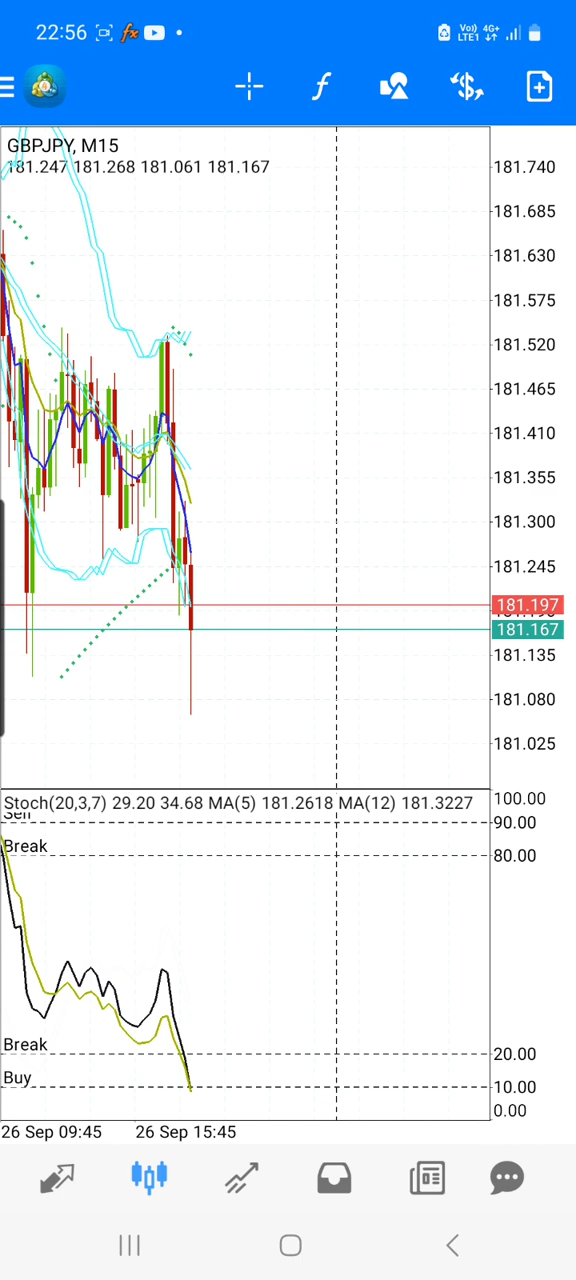 22:56 Vo)) 4G+
LTE1
GBPJPY, M15
181.247 181.268 181.061 181.167
181.740
181.685
181.630
181.575
181.520
181.465
181.410
181.355
181.300
181.245
181.197
181.167
181.135
181.080
181.025
Stoch(20,3,7) 29.20 34.68 MA(5) 181.2618 MA(12) 181.3227
100.00
Sell
90.00
Break
80.00
Break
20.00
Buy
10.00
0.00
26 Sep 09:45 26 Sep 15:45